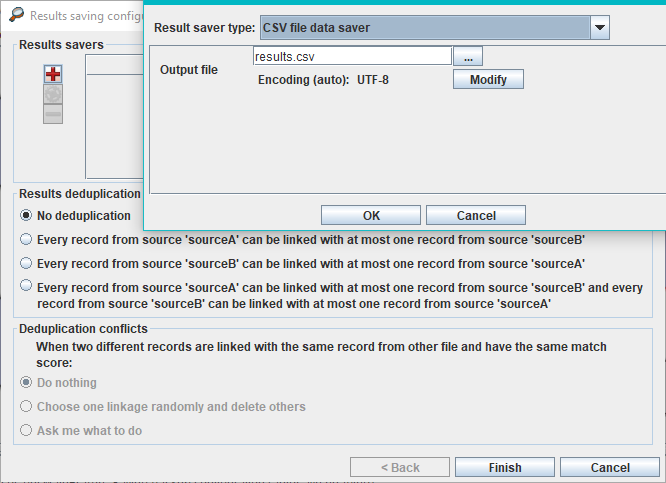 Results saving config
Result saver type: CSV file data saver
Results savers
Output file results.csv ...
Encoding (auto): UTF-8 Modify
OK Cancel
Results deduplication
No deduplication
Every record from source 'sourceA' can be linked with at most one record from source 'sourceB'
Every record from source 'sourceB' can be linked with at most one record from source 'sourceA'
Every record from source 'sourceA' can be linked with at most one record from source 'sourceB' and every
record from source 'sourceB' can be linked with at most one record from source 'sourceA'
Deduplication conflicts
When two different records are linked with the same record from other file and have the same match
score:
Do nothing
Choose one linkage randomly and delete others
Ask me what to do
< Back Finish Cancel